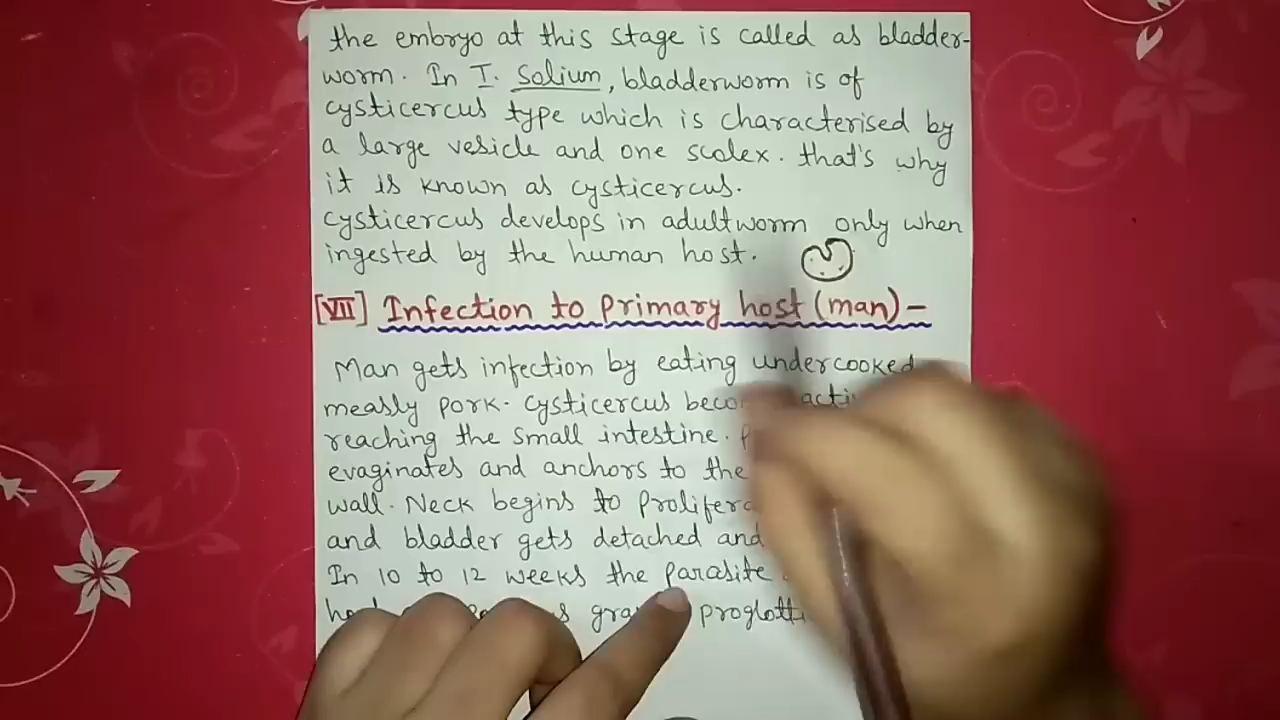 the embryo at this stage is called as bladder-
worm. In T. Solium, bladderworm is of
cysticercus type which is characterised by
a large vesicle and one scolex. that's why
it is known as cysticercus.
cysticercus develops in adultworm only when
ingested by the human host.
[VII] Infection to primary host (man) -
Man gets infection by eating undercooked
measly pork. Cysticercus
reaching the small intestine.
evaginates and anchors to the
wall. Neck begins to
and bladder gets detached and
In 10 to 12 weeks the parasite